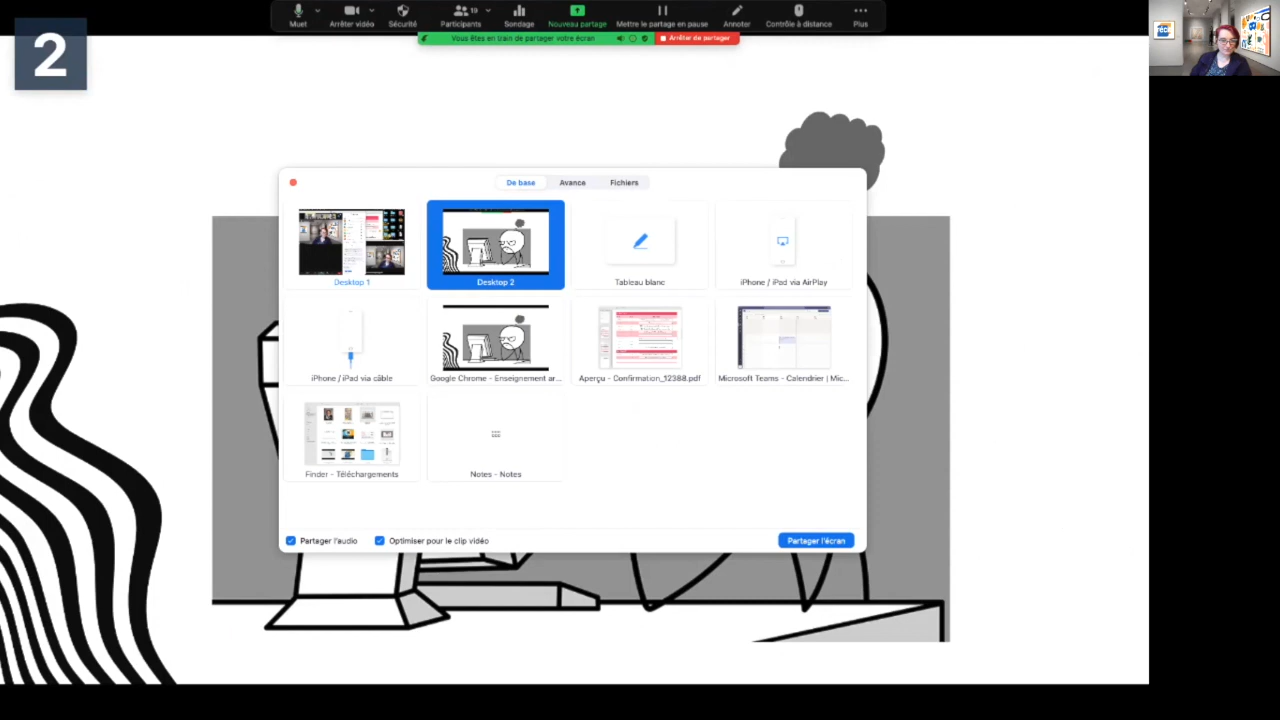 2
Muet
Arrêter vidéo
Sécurité
Participants
19
Sondage
Nouveau partage
Mettre le partage en pause
Annoter
Contrôle à distance
Plus
Vous êtes en train de partager votre écran
Arrêter de partager
De base
Avance
Fichiers
Desktop 1
Desktop 2
Tableau blanc
iPhone / iPad via AirPlay
iPhone / iPad via câble
Google Chrome - Enseignement ar...
Aperçu - Confirmation_12388.pdf
Microsoft Teams - Calendrier | Mic...
Finder - Téléchargements
Notes - Notes
Partager l'audio
Optimiser pour le clip vidéo
Partager l'écran